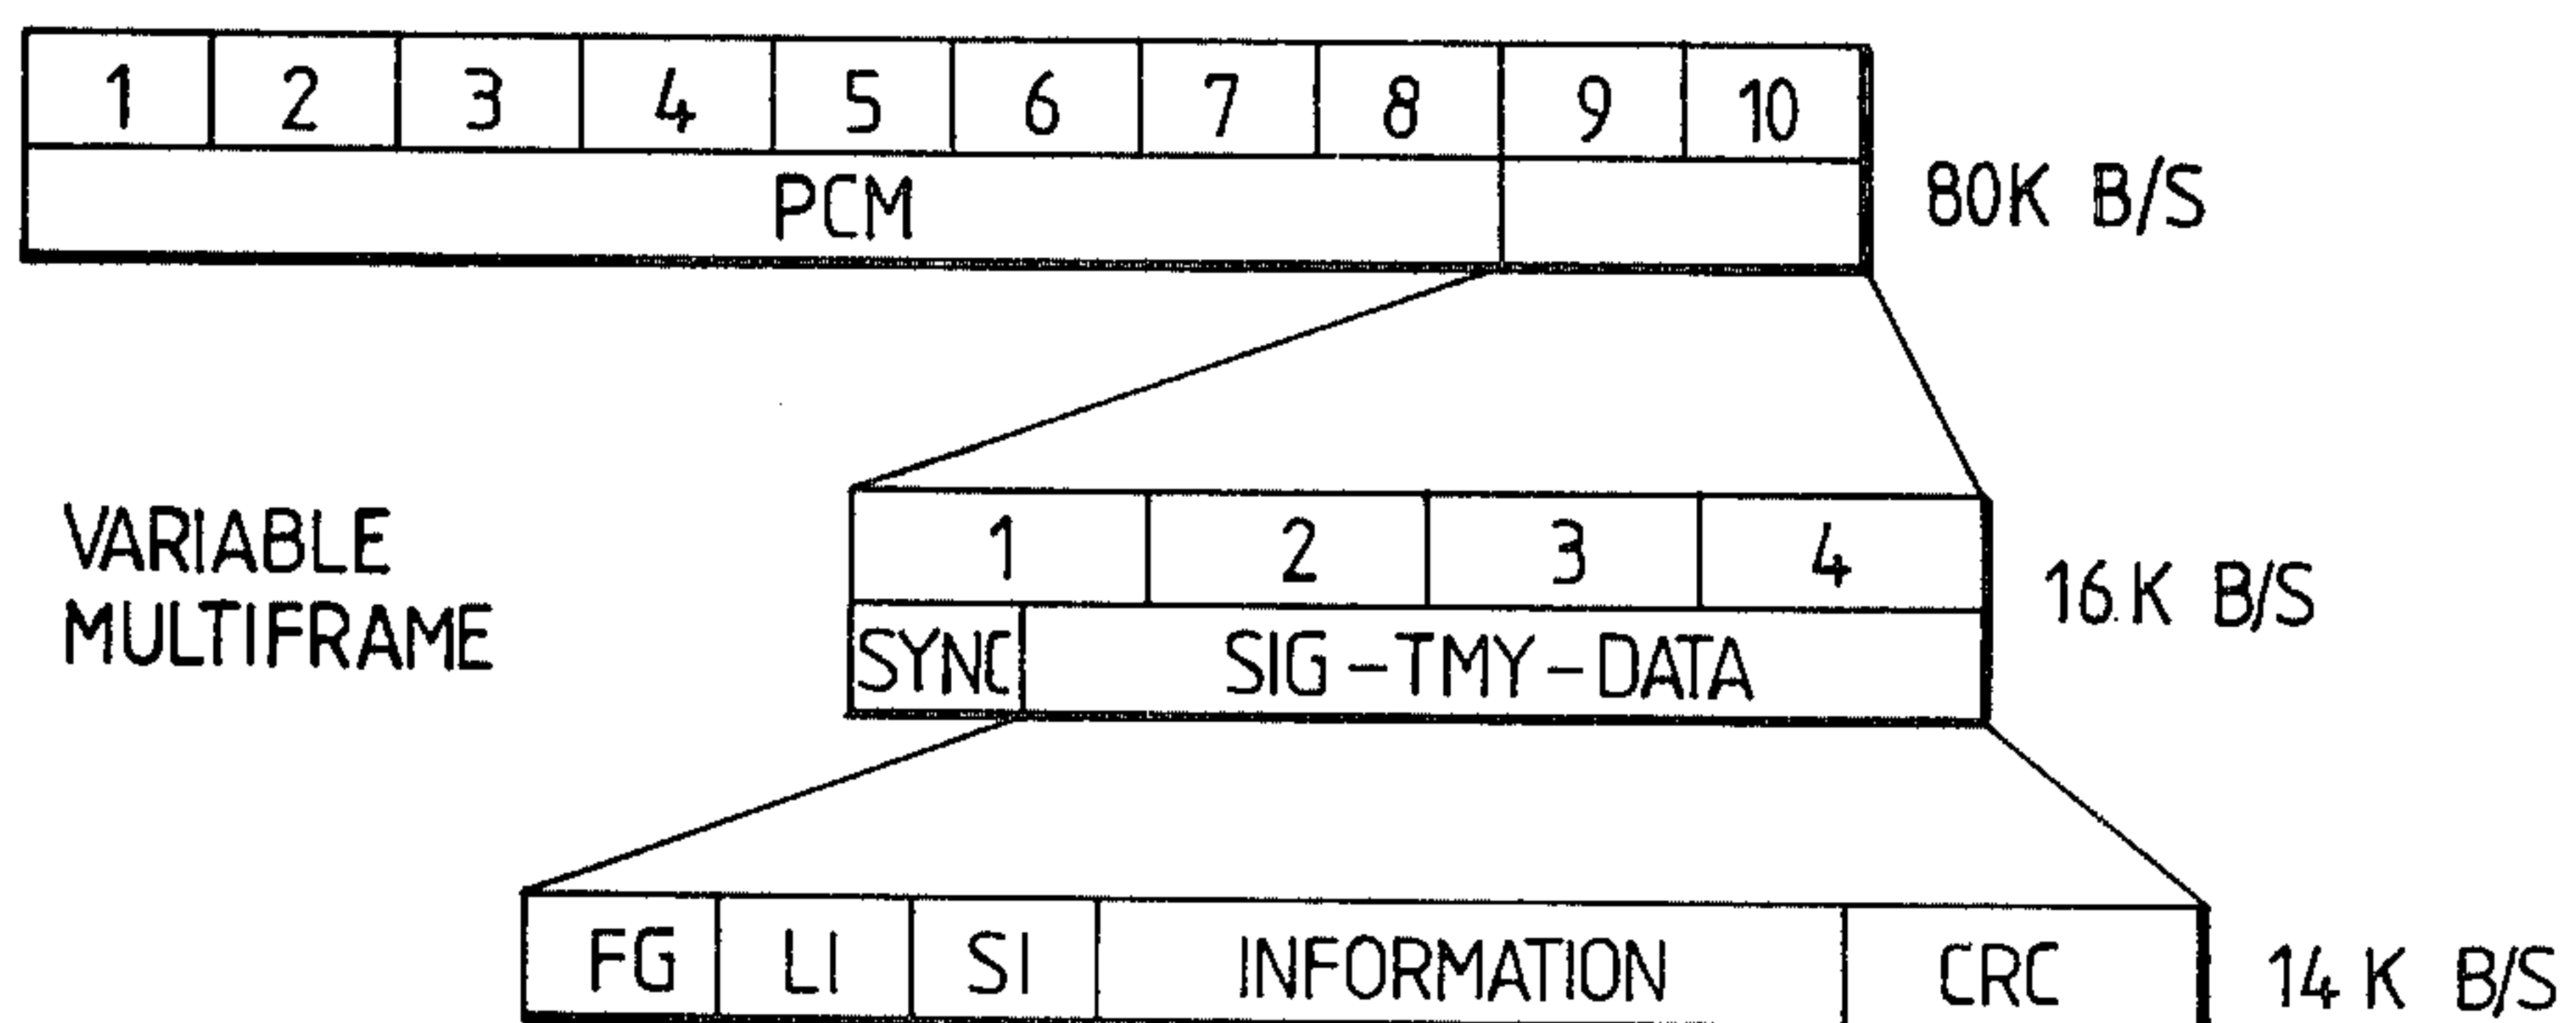 1 2 3 4 5 6 7 8 9 10
PCM
80K B/S
VARIABLE
MULTIFRAME
1 2 3 4
SYNC SIG-TMY-DATA
16 K B/S
FG LI SI INFORMATION CRC
14 K B/S